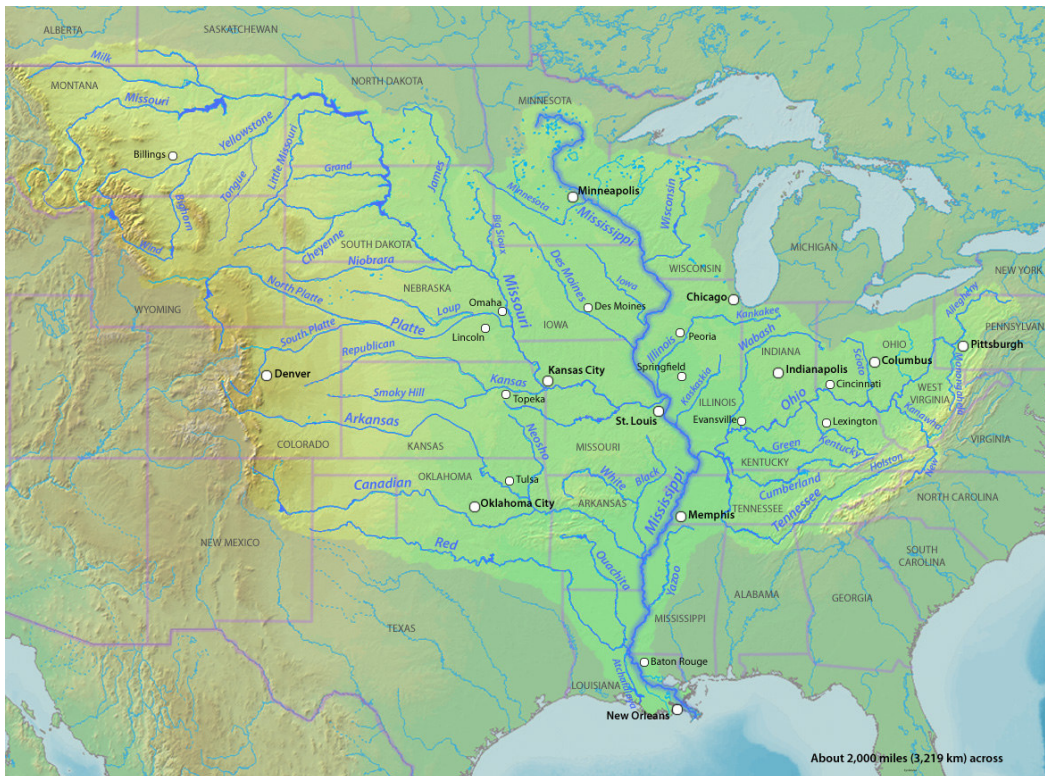 ALBERTA
SASKATCHEWAN
Milk
MONTANA
NORTH DAKOTA
MINNESOTA
Missouri
Yellowstone
Little Missouri
Billings
Grand
James
Tongue
Bighorn
Minnesota
Minneapolis
Wisconsin
Mississippi
Big Sioux
Wind
Cheyenne
SOUTH DAKOTA
MICHIGAN
Niobrara
WISCONSIN
NEW YORK
Des Moines
Iowa
North Platte
NEBRASKA
Missouri
Chicago
Allegheny
WYOMING
Omaha
Loup
Des Moines
Kankakee
South Platte
Platte
Lincoln
IOWA
Illinois
Peoria
Wabash
PENNSYLVAN
Republican
INDIANA
OHIO
Scioto
Pittsburgh
Columbus
Denver
Kansas City
Springfield
Indianapolis
Monongahela
Kansas
Smoky Hill
Kaskaskia
Cincinnati
WEST
VIRGINIA
Topeka
ILLINOIS
Ohio
Kanawha
Arkansas
St. Louis
Evansville
Lexington
Neosho
COLORADO
KANSAS
MISSOURI
Green
Kentucky
VIRGINIA
KENTUCKY
Holston
New
OKLAHOMA
Tulsa
White
Black
Mississippi
Canadian
Cumberland
NORTH CAROLINA
Oklahoma City
ARKANSAS
Memphis
TENNESSEE
Tennessee
NEW MEXICO
Red
Ouachita
SOUTH
CAROLINA
Yazoo
ALABAMA
GEORGIA
MISSISSIPPI
TEXAS
Baton Rouge
Atchafalaya
LOUISIANA
New Orleans
About 2,000 miles (3,219 km) across